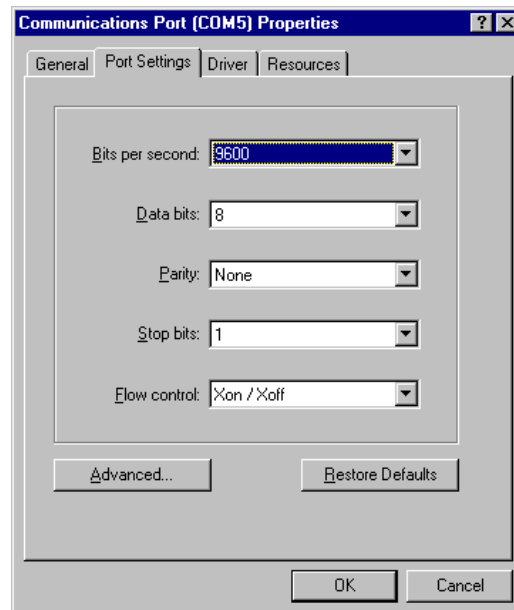 Communications Port (COM5) Properties
General Port Settings Driver Resources
Bits per second: 9600
Data bits: 8
Parity: None
Stop bits: 1
Flow control: Xon / Xoff
Advanced... Restore Defaults
OK Cancel